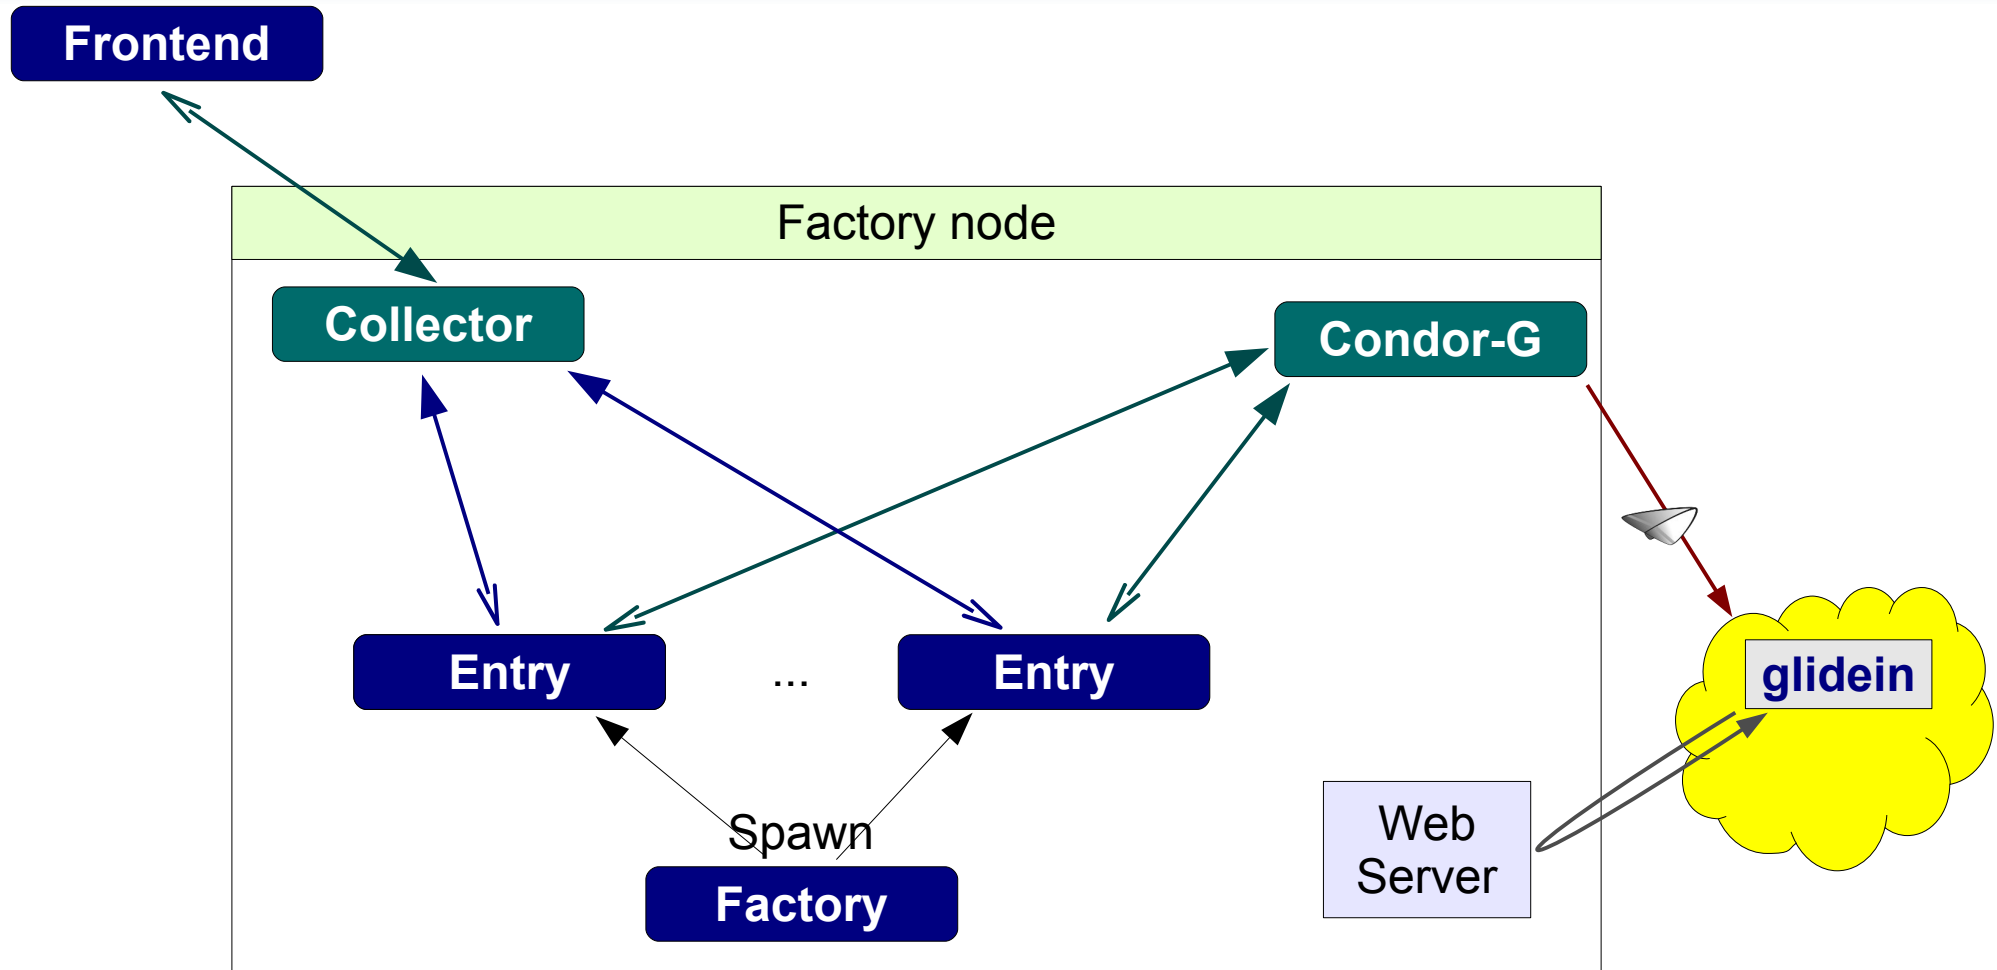 Frontend
Factory node
Collector
Condor-G
Entry
...
Entry
glidein
Spawn
Web
Server
Factory